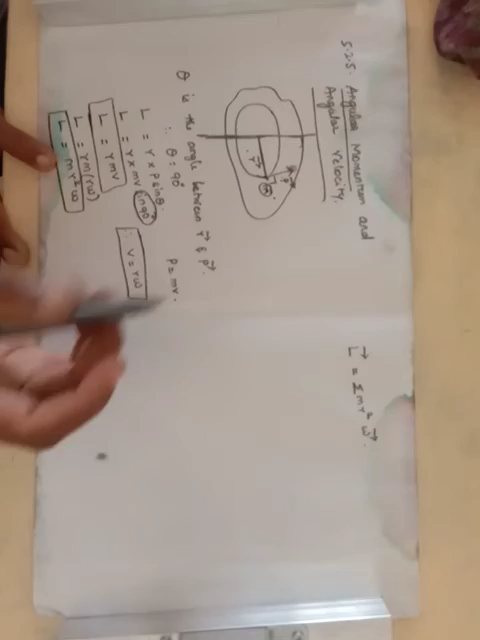 5.2.5. Angular Momentum and
Angular Velocity.
r⃗
P⃗
θ is the angle between r⃗ & p⃗.
∴ θ = 90°
L = r × p sinθ.
P = mv.
L = r × mv sin90°
L = rmv
∴ v = rω
L = rm(rω)
L = mr²ω
L⃗ = Σmr² ω⃗.